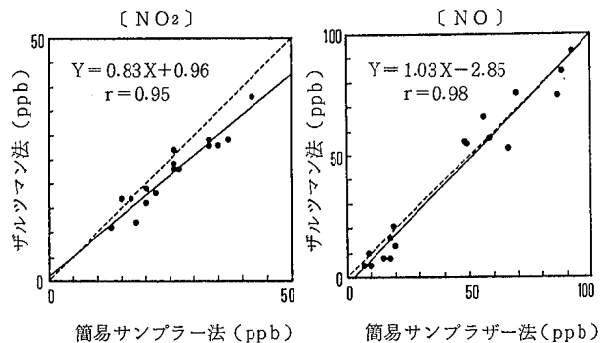 〔NO₂〕
50
Y=0.83X+0.96
r=0.95
ザルツマン法 (ppb)
0
0
50
簡易サンプラー法 (ppb)
〔NO〕
100
Y=1.03X-2.85
r=0.98
50
ザルツマン法 (ppb)
0
0
50
100
簡易サンプラザー法 (ppb)